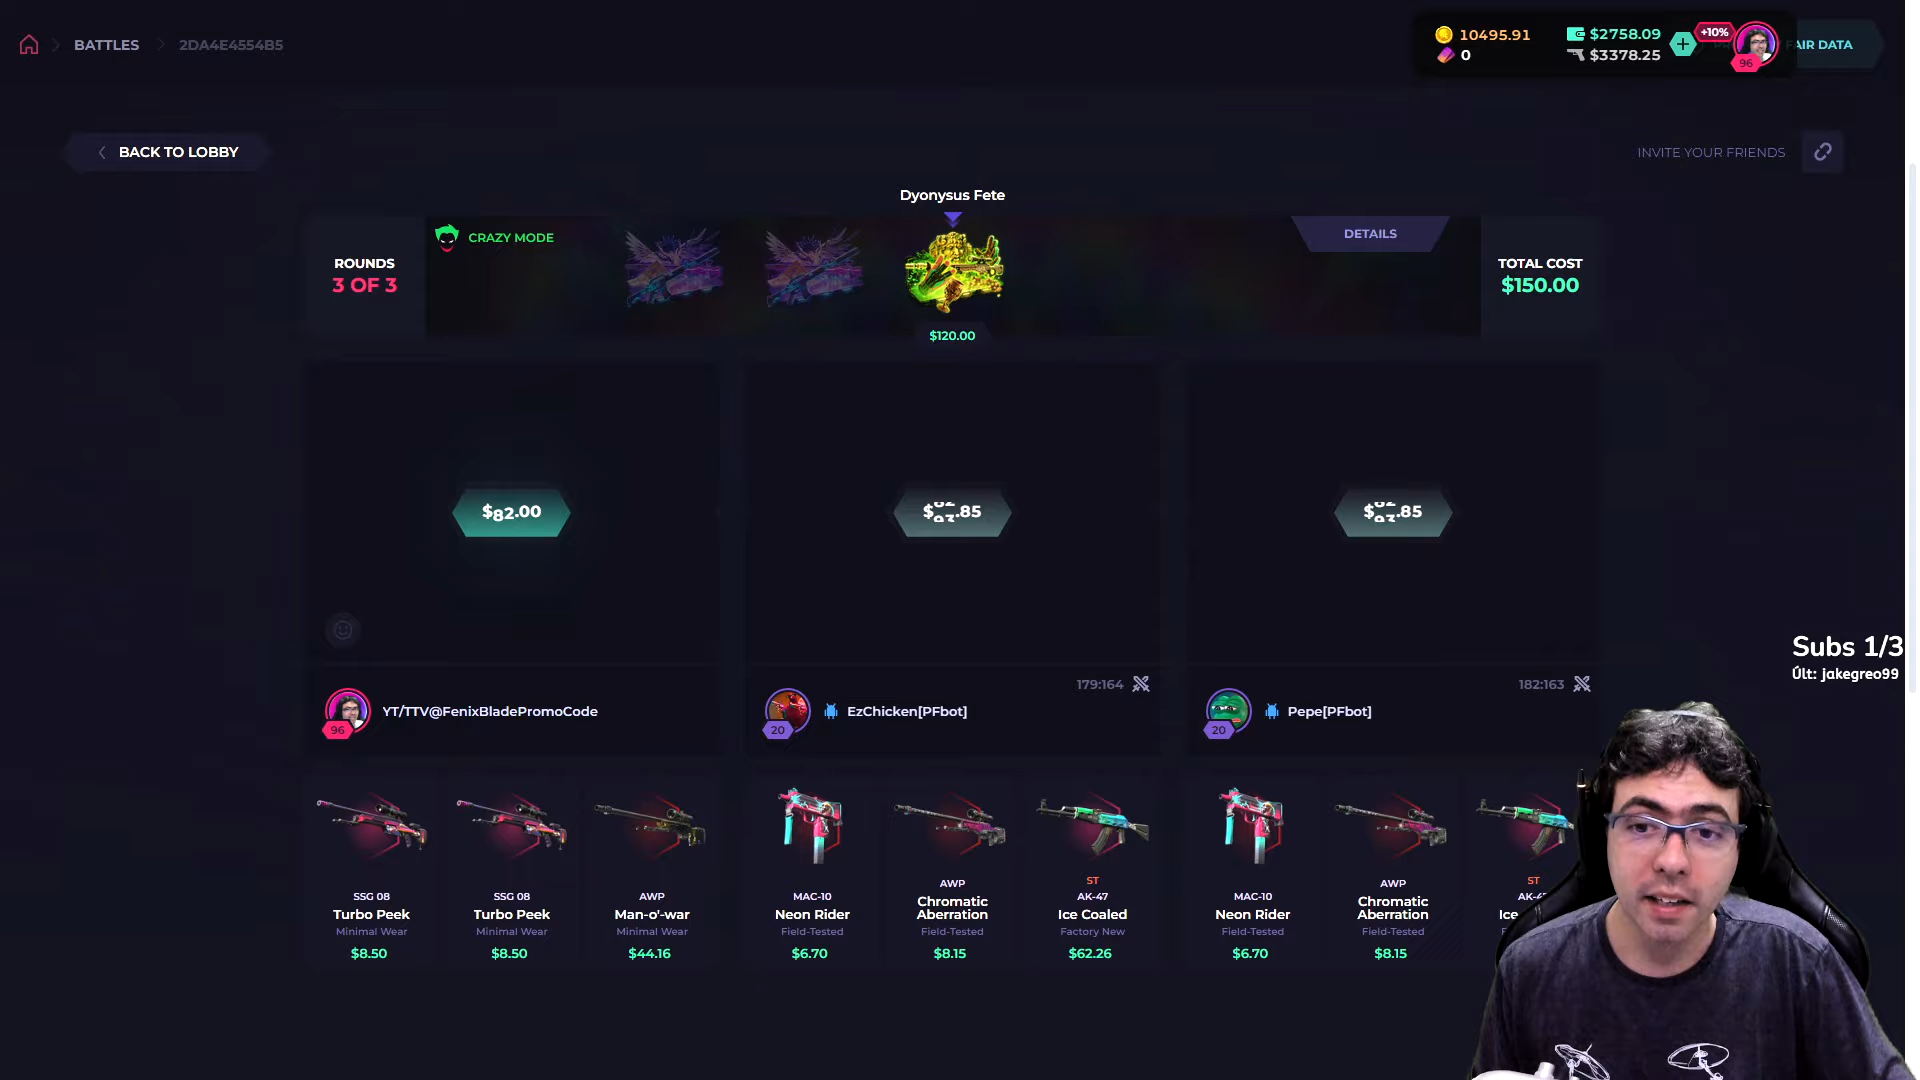 BATTLES
2DA4E4554B5
10495.91
0
$2758.09
$3378.25
+10%
96
AIR DATA
BACK TO LOBBY
INVITE YOUR FRIENDS
Dyonysus Fete
ROUNDS
3 OF 3
CRAZY MODE
DETAILS
TOTAL COST
$150.00
$120.00
$82.00
Subs 1/3
Últ: jakegreo99
96
YT/TTV@FenixBladePromoCode
179:164
20
EzChicken[PFbot]
182:163
20
Pepe[PFbot]
SSG 08
Turbo Peek
Minimal Wear
$8.50
SSG 08
Turbo Peek
Minimal Wear
$8.50
AWP
Man-o'-war
Minimal Wear
$44.16
MAC-10
Neon Rider
Field-Tested
$6.70
AWP
Chromatic
Aberration
Field-Tested
$8.15
ST
AK-47
Ice Coaled
Factory New
$62.26
MAC-10
Neon Rider
Field-Tested
$6.70
AWP
Chromatic
Aberration
Field-Tested
$8.15
ST
Ice